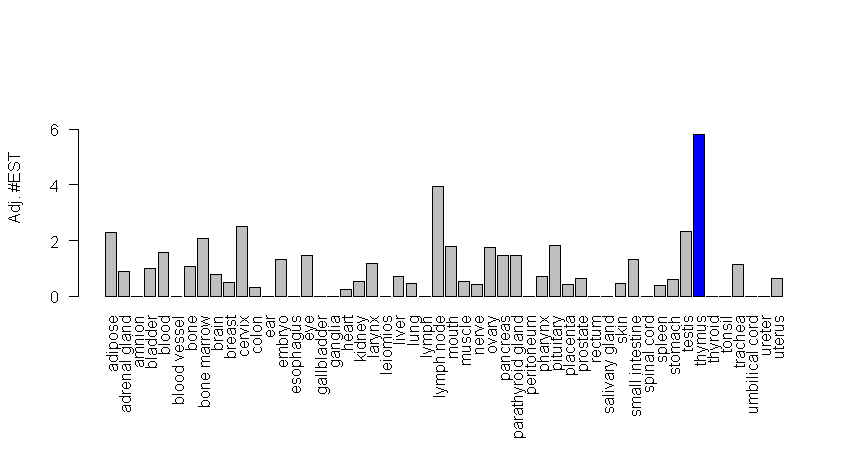 Adj. #EST
6
4
2
0
adipose
adrenal gland
amnion
bladder
blood
blood vessel
bone
bone marrow
brain
breast
cervix
colon
ear
embryo
esophagus
eye
gallbladder
ganglia
heart
kidney
larynx
leiomios
liver
lung
lymph
lymph node
mouth
muscle
nerve
ovary
pancreas
parathyroid gland
peritoneum
pharynx
pituitary
placenta
prostate
rectum
salivary gland
skin
small intestine
spinal cord
spleen
stomach
testis
thymus
thyroid
tonsil
trachea
umbilical cord
ureter
uterus